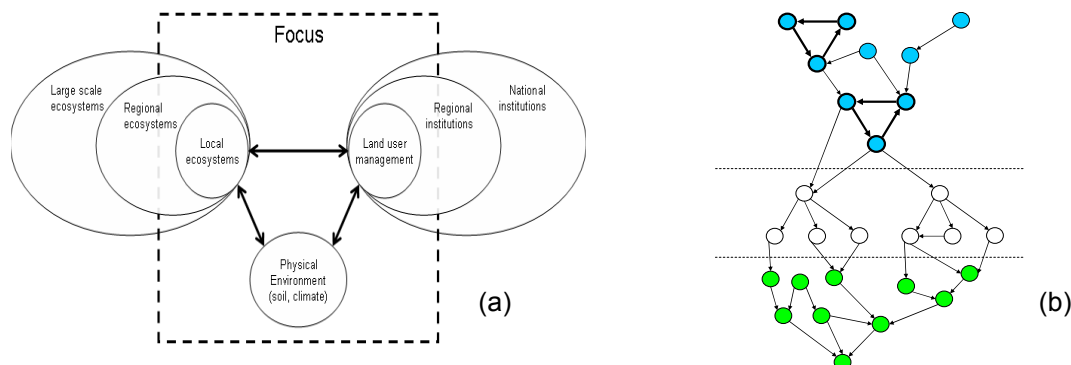 Focus
Large scale
ecosystems
Regional
ecosystems
Local
ecosystems
Land user
management
Regional
institutions
National
institutions
Physical
Environment
(soil, climate)
(a)
(b)